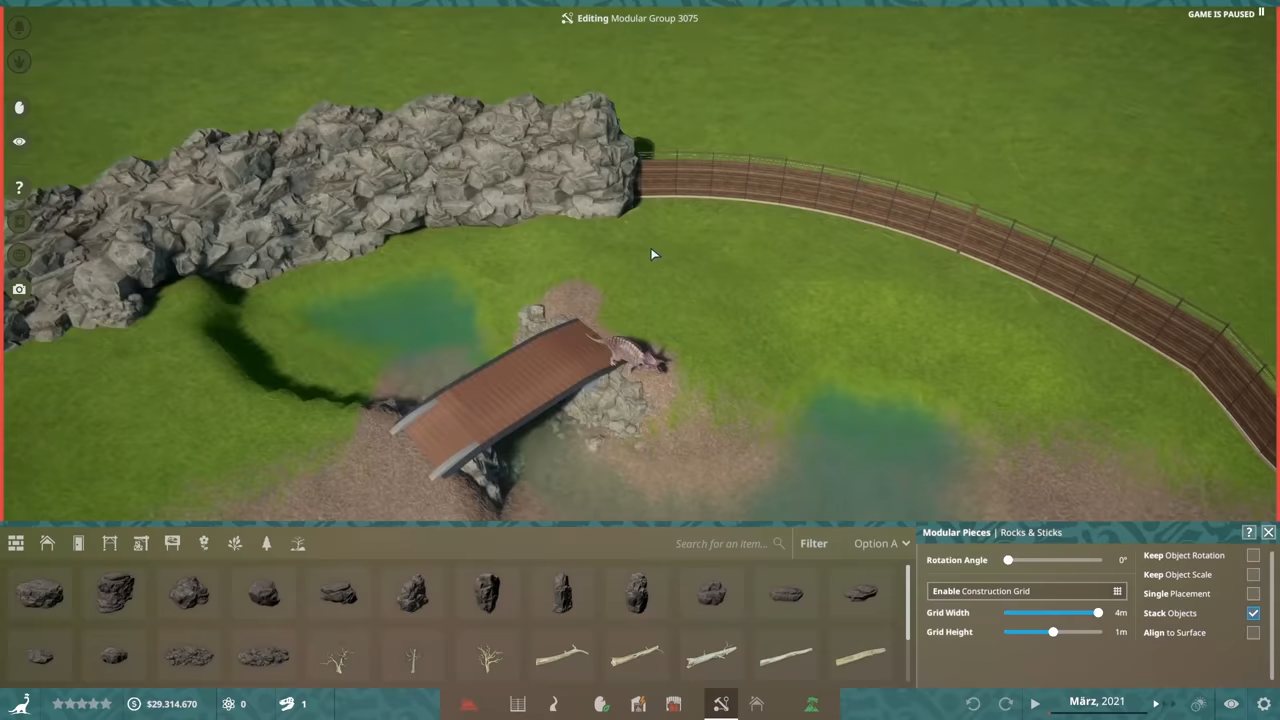 Editing Modular Group 3075
GAME IS PAUSED
?
Search for an item...
Filter
Option A
Modular Pieces | Rocks & Sticks
?
Rotation Angle
0°
Enable Construction Grid
Grid Width
4m
Grid Height
1m
Keep Object Rotation
Keep Object Scale
Single Placement
Stack Objects
Align to Surface
$29.314.670
0
1
März, 2021